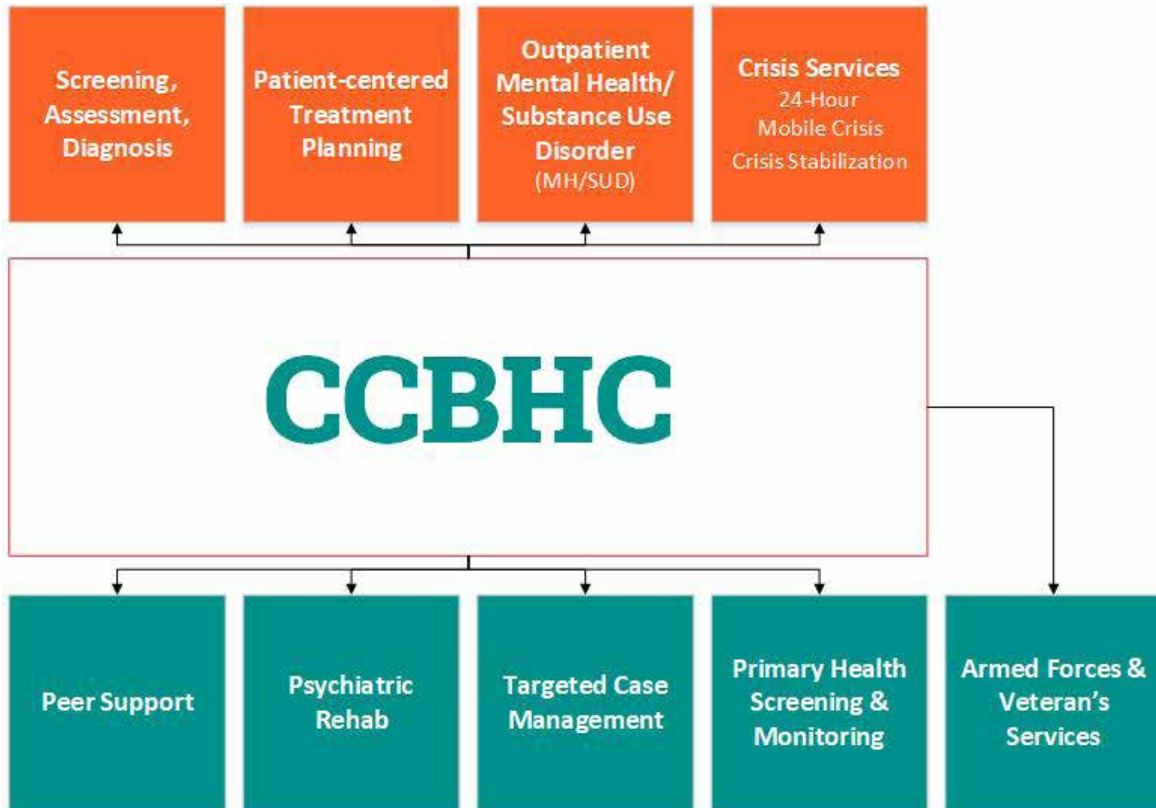 Screening,
Assessment,
Diagnosis
Patient-centered
Treatment
Planning
Outpatient
Mental Health/
Substance Use
Disorder
(MH/SUD)
Crisis Services
24-Hour
Mobile Crisis
Crisis Stabilization
CCBHC
Peer Support
Psychiatric
Rehab
Targeted Case
Management
Primary Health
Screening &
Monitoring
Armed Forces &
Veteran's
Services